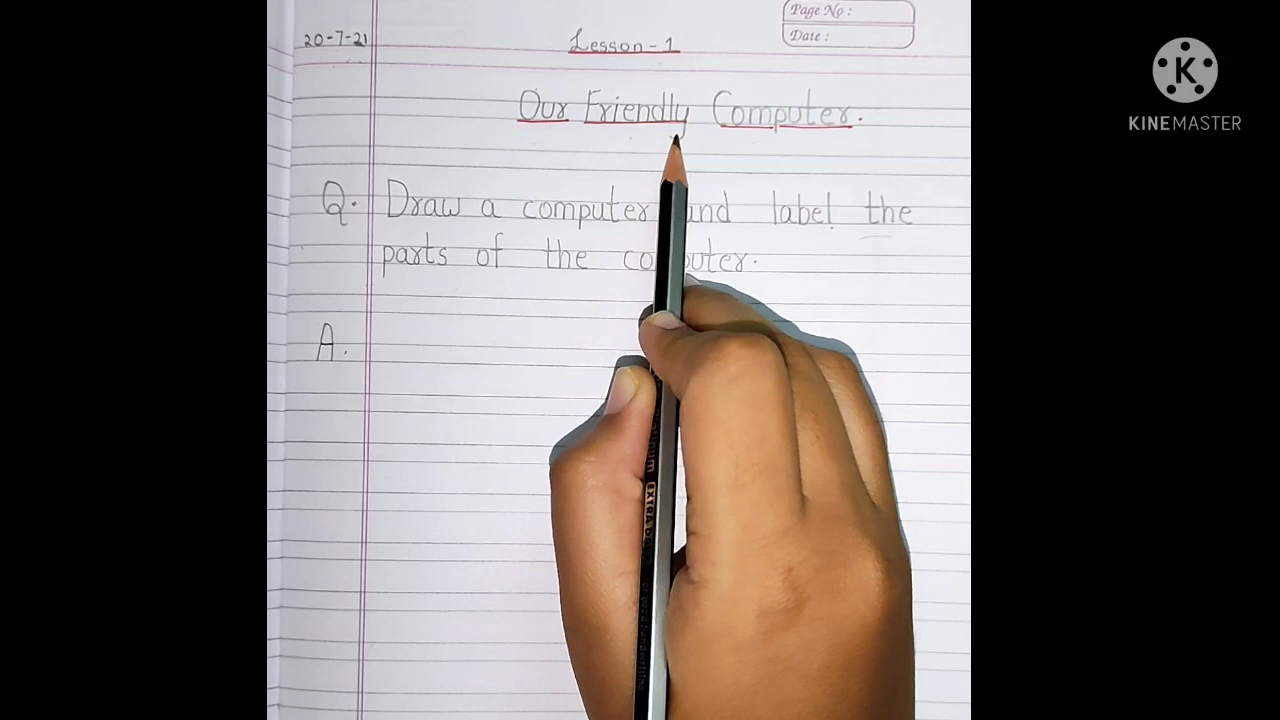 Page No :
20-7-21
Lesson-1
Date :
Our Friendly Computer.
KINEMASTER
Q. Draw a computer and label the
parts of the computer.
A.